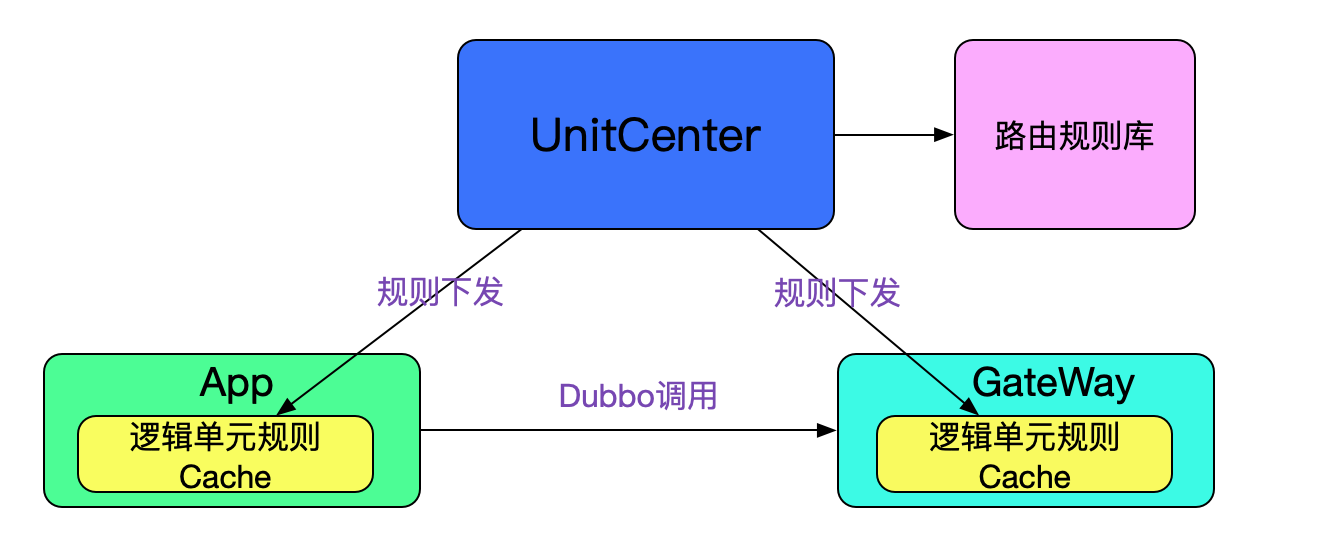 UnitCenter
路由规则库
规则下发
规则下发
App
逻辑单元规则
Cache
Dubbo调用
GateWay
逻辑单元规则
Cache